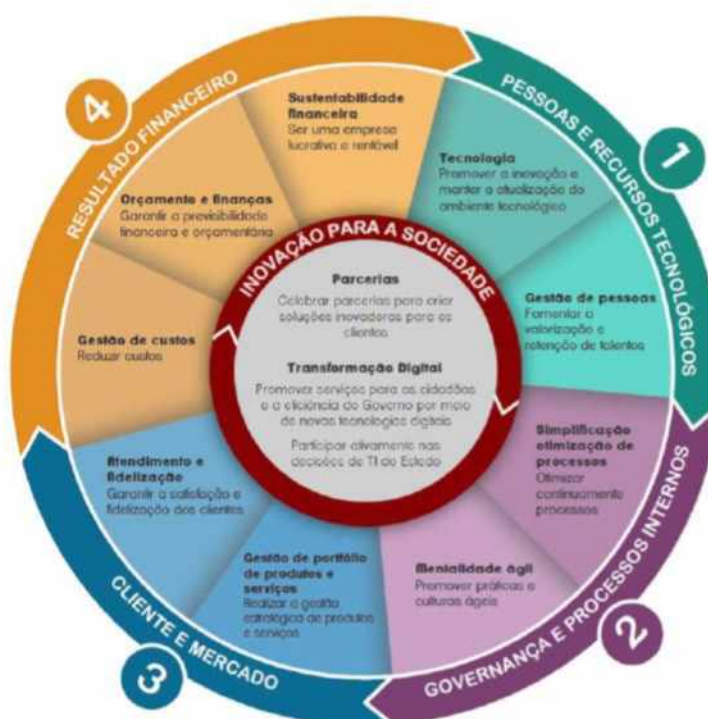 RESULTADO FINANCEIRO
4
PESSOAS E RECURSOS TECNOLÓGICOS
1
GOVERNANÇA E PROCESSOS INTERNOS
2
CLIENTE E MERCADO
3
Sustentabilidade
financeira
Ser uma empresa
lucrativa e rentável
Tecnologia
Promover a inovação e
manter a atualização do
ambiente tecnológico
Gestão de pessoas
Fomentar a
valorização e
retenção de talentos
Simplificação
otimização de
processos
Otimizar
continuamente
processos
Mentalidade ágil
Promover práticas e
culturas ágeis
Gestão de portfólio
de produtos e
serviços
Realizar a gestão
estratégica de produtos
e serviços
Atendimento e
fidelização
Garantir a satisfação e
fidelização dos clientes
Gestão de custos
Reduzir custos
Orçamento e finanças
Garantir a previsibilidade
financeira e orçamentária
INOVAÇÃO PARA A SOCIEDADE
Parcerias
Celebrar parcerias para criar
soluções inovadoras para os
clientes
Transformação Digital
Promover serviços para os cidadãos
e a eficiência do Governo por meio
de novas tecnologias digitais
Participar ativamente nas
decisões de TI do Estado